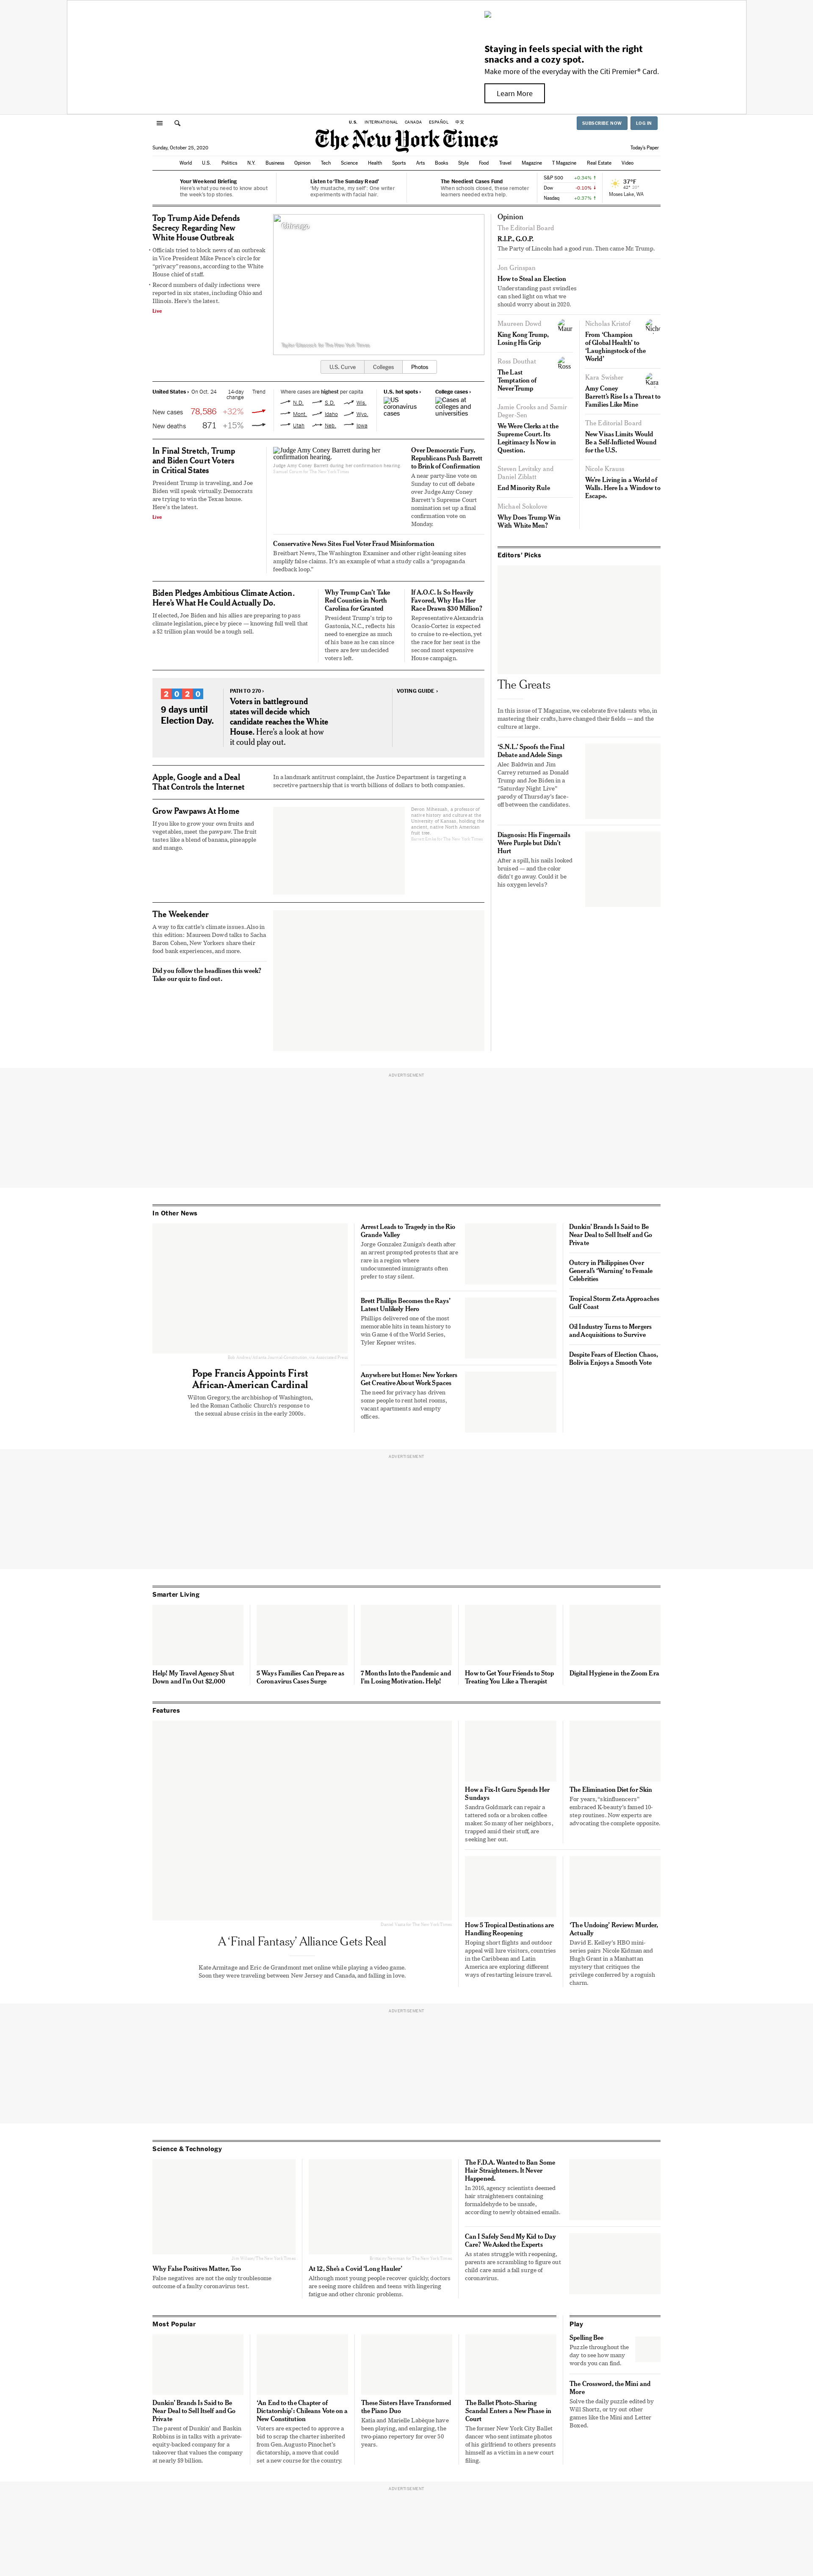 Staying in feels special with the right
snacks and a cozy spot.
Make more of the everyday with the Citi Premier® Card.
Learn More
U.S.
INTERNATIONAL
CANADA
ESPAÑOL
中文
SUBSCRIBE NOW
LOG IN
The New York Times
Sunday, October 25, 2020
Today's Paper
World
U.S.
Politics
N.Y.
Business
Opinion
Tech
Science
Health
Sports
Arts
Books
Style
Food
Travel
Magazine
T Magazine
Real Estate
Video
Your Weekend Briefing
Here's what you need to know about
the week's top stories.
Listen to 'The Sunday Read'
'My mustache, my self': One writer
experiments with facial hair.
The Neediest Cases Fund
When schools closed, these remoter
learners needed extra help.
S&P 500 +0.34% ↑
Dow -0.10% ↓
Nasdaq +0.37% ↑
37°F
Moses Lake, WA
Top Trump Aide Defends
Secrecy Regarding New
White House Outbreak
• Officials tried to block news of an outbreak
in Vice President Mike Pence's circle for
"privacy" reasons, according to the White
House chief of staff.
• Record numbers of daily infections were
reported in six states, including Ohio and
Illinois. Here's the latest.
Live
Chicago
Taylor Glascock for The New York Times
U.S. Curve
Colleges
Photos
United States ›
On Oct. 24
14-day
change
Trend
New cases 78,586 +32%
New deaths 871 +15%
Where cases are highest per capita
N.D.
S.D.
Wis.
Mont.
Idaho
Wyo.
Utah
Neb.
Iowa
U.S. hot spots ›
US
coronavirus
cases
College cases ›
Cases at
colleges and
universities
In Final Stretch, Trump
and Biden Court Voters
in Critical States
President Trump is traveling, and Joe
Biden will speak virtually. Democrats
are trying to win the Texas house.
Here's the latest.
Live
Judge Amy Coney Barrett during her
confirmation hearing.
Judge Amy Coney Barrett during her confirmation hearing.
Samuel Corum for The New York Times
Over Democratic Fury,
Republicans Push Barrett
to Brink of Confirmation
A near party-line vote on
Sunday to cut off debate
over Judge Amy Coney
Barrett's Supreme Court
nomination set up a final
confirmation vote on
Monday.
Conservative News Sites Fuel Voter Fraud Misinformation
Breitbart News, The Washington Examiner and other right-leaning sites
amplify false claims. It's an example of what a study calls a "propaganda
feedback loop."
Biden Pledges Ambitious Climate Action.
Here's What He Could Actually Do.
If elected, Joe Biden and his allies are preparing to pass
climate legislation, piece by piece — knowing full well that
a $2 trillion plan would be a tough sell.
Why Trump Can't Take
Red Counties in North
Carolina for Granted
President Trump's trip to
Gastonia, N.C., reflects his
need to energize as much
of his base as he can since
there are few undecided
voters left.
If A.O.C. Is So Heavily
Favored, Why Has Her
Race Drawn $30 Million?
Representative Alexandria
Ocasio-Cortez is expected
to cruise to re-election, yet
the race for her seat is the
second most expensive
House campaign.
2020
9 days until
Election Day.
PATH TO 270 ›
Voters in battleground
states will decide which
candidate reaches the White
House. Here's a look at how
it could play out.
VOTING GUIDE ›
Apple, Google and a Deal
That Controls the Internet
In a landmark antitrust complaint, the Justice Department is targeting a
secretive partnership that is worth billions of dollars to both companies.
Grow Pawpaws At Home
If you like to grow your own fruits and
vegetables, meet the pawpaw. The fruit
tastes like a blend of banana, pineapple
and mango.
Devon Mihesuah, a professor of
native history and culture at the
University of Kansas, holding the
ancient, native North American
fruit tree.
The Weekender
A way to fix cattle's climate issues. Also in
this edition: Maureen Dowd talks to Sacha
Baron Cohen, New Yorkers share their
food bank experiences, and more.
Did you follow the headlines this week?
Take our quiz to find out.
Opinion
The Editorial Board
R.I.P., G.O.P.
The Party of Lincoln had a good run. Then came Mr. Trump.
Jon Grinspan
How to Steal an Election
Understanding past swindles
can shed light on what we
should worry about in 2020.
Maureen Dowd
King Kong Trump,
Losing His Grip
Ross Douthat
The Last
Temptation of
NeverTrump
Jamie Crooks and Samir
Deger-Sen
We Were Clerks at the
Supreme Court. Its
Legitimacy Is Now in
Question.
Steven Levitsky and
Daniel Ziblatt
End Minority Rule
Michael Sokolove
Why Does Trump Win
With White Men?
Nicholas Kristof
From 'Champion
of Global Health' to
'Laughingstock of the
World'
Kara Swisher
Amy Coney
Barrett's Rise Is a Threat to
Families Like Mine
The Editorial Board
New Visas Limits Would
Be a Self-Inflicted Wound
for the U.S.
Nicole Krauss
We're Living in a World of
Walls. Here Is a Window to
Escape.
Editors' Picks
The Greats
In this issue of T Magazine, we celebrate five talents who, in
mastering their crafts, have changed their fields — and the
culture at large.
'S.N.L.' Spoofs the Final
Debate and Adele Sings
Alec Baldwin and Jim
Carrey returned as Donald
Trump and Joe Biden in a
"Saturday Night Live"
parody of Thursday's face-
off between the candidates.
Diagnosis: His Fingernails
Were Purple but Didn't
Hurt
After a spill, his nails looked
bruised — and the color
didn't go away. Could it be
his oxygen levels?
ADVERTISEMENT
In Other News
Pope Francis Appoints First
African-American Cardinal
Wilton Gregory, the archbishop of Washington,
led the Roman Catholic Church's response to
the sexual abuse crisis in the early 2000s.
Arrest Leads to Tragedy in the Rio
Grande Valley
Jorge Gonzalez Zuniga's death after
an arrest prompted protests that are
rare in a region where
undocumented immigrants often
prefer to stay silent.
Brett Phillips Becomes the Rays'
Latest Unlikely Hero
Phillips delivered one of the most
memorable hits in team history to
win Game 4 of the World Series,
Tyler Kepner writes.
Anywhere but Home: New Yorkers
Get Creative About Work Spaces
The need for privacy has driven
some people to rent hotel rooms,
vacant apartments and empty
offices.
Dunkin' Brands Is Said to Be
Near Deal to Sell Itself and Go
Private
Outcry in Philippines Over
General's 'Warning' to Female
Celebrities
Tropical Storm Zeta Approaches
Gulf Coast
Oil Industry Turns to Mergers
and Acquisitions to Survive
Despite Fears of Election Chaos,
Bolivia Enjoys a Smooth Vote
ADVERTISEMENT
Smarter Living
Help! My Travel Agency Shut
Down and I'm Out $2,000
5 Ways Families Can Prepare as
Coronavirus Cases Surge
7 Months Into the Pandemic and
I'm Losing Motivation. Help!
How to Get Your Friends to Stop
Treating You Like a Therapist
Digital Hygiene in the Zoom Era
Features
A 'Final Fantasy' Alliance Gets Real
Kate Armitage and Eric de Grandmont met online while playing a video game.
Soon they were traveling between New Jersey and Canada, and falling in love.
How a Fix-It Guru Spends Her
Sundays
Sandra Goldmark can repair a
tattered sofa or a broken coffee
maker. So many of her neighbors,
trapped amid their stuff, are
seeking her out.
The Elimination Diet for Skin
For years, "skinfluencers"
embraced K-beauty's famed 10-
step routines. Now experts are
advocating the complete opposite.
How 5 Tropical Destinations are
Handling Reopening
Hoping short flights and outdoor
appeal will lure visitors, countries
in the Caribbean and Latin
America are exploring different
ways of restarting leisure travel.
'The Undoing' Review: Murder,
Actually
David E. Kelley's HBO mini-
series pairs Nicole Kidman and
Hugh Grant in a Manhattan
mystery that critiques the
privilege conferred by a roguish
charm.
ADVERTISEMENT
Science & Technology
Why False Positives Matter, Too
False negatives are not the only troublesome
outcome of a faulty coronavirus test.
At 12, She's a Covid 'Long Hauler'
Although most young people recover quickly, doctors
are seeing more children and teens with lingering
fatigue and other chronic problems.
The F.D.A. Wanted to Ban Some
Hair Straighteners. It Never
Happened.
In 2016, agency scientists deemed
hair straighteners containing
formaldehyde to be unsafe,
according to newly obtained emails.
Can I Safely Send My Kid to Day
Care? We Asked the Experts
As states struggle with reopening,
parents are scrambling to figure out
child care amid a fall surge of
coronavirus.
Most Popular
Dunkin' Brands Is Said to Be
Near Deal to Sell Itself and Go
Private
The parent of Dunkin' and Baskin
Robbins is in talks with a private-
equity-backed company for a
takeover that values the company
at nearly $9 billion.
'An End to the Chapter of
Dictatorship': Chileans Vote on a
New Constitution
Voters are expected to approve a
bid to scrap the charter inherited
from Gen. Augusto Pinochet's
dictatorship, a move that could
set a new course for the country.
These Sisters Have Transformed
the Piano Duo
Katia and Marielle Labèque have
been playing, and enlarging, the
two-piano repertory for over 50
years.
The Ballet Photo-Sharing
Scandal Enters a New Phase in
Court
The former New York City Ballet
dancer who sent intimate photos
of his girlfriend to others presents
himself as a victim in a new court
filing.
Play
Spelling Bee
Puzzle throughout the
day to see how many
words you can find.
The Crossword, the Mini and
More
Solve the daily puzzle edited by
Will Shortz, or try out other
games like the Mini and Letter
Boxed.
ADVERTISEMENT